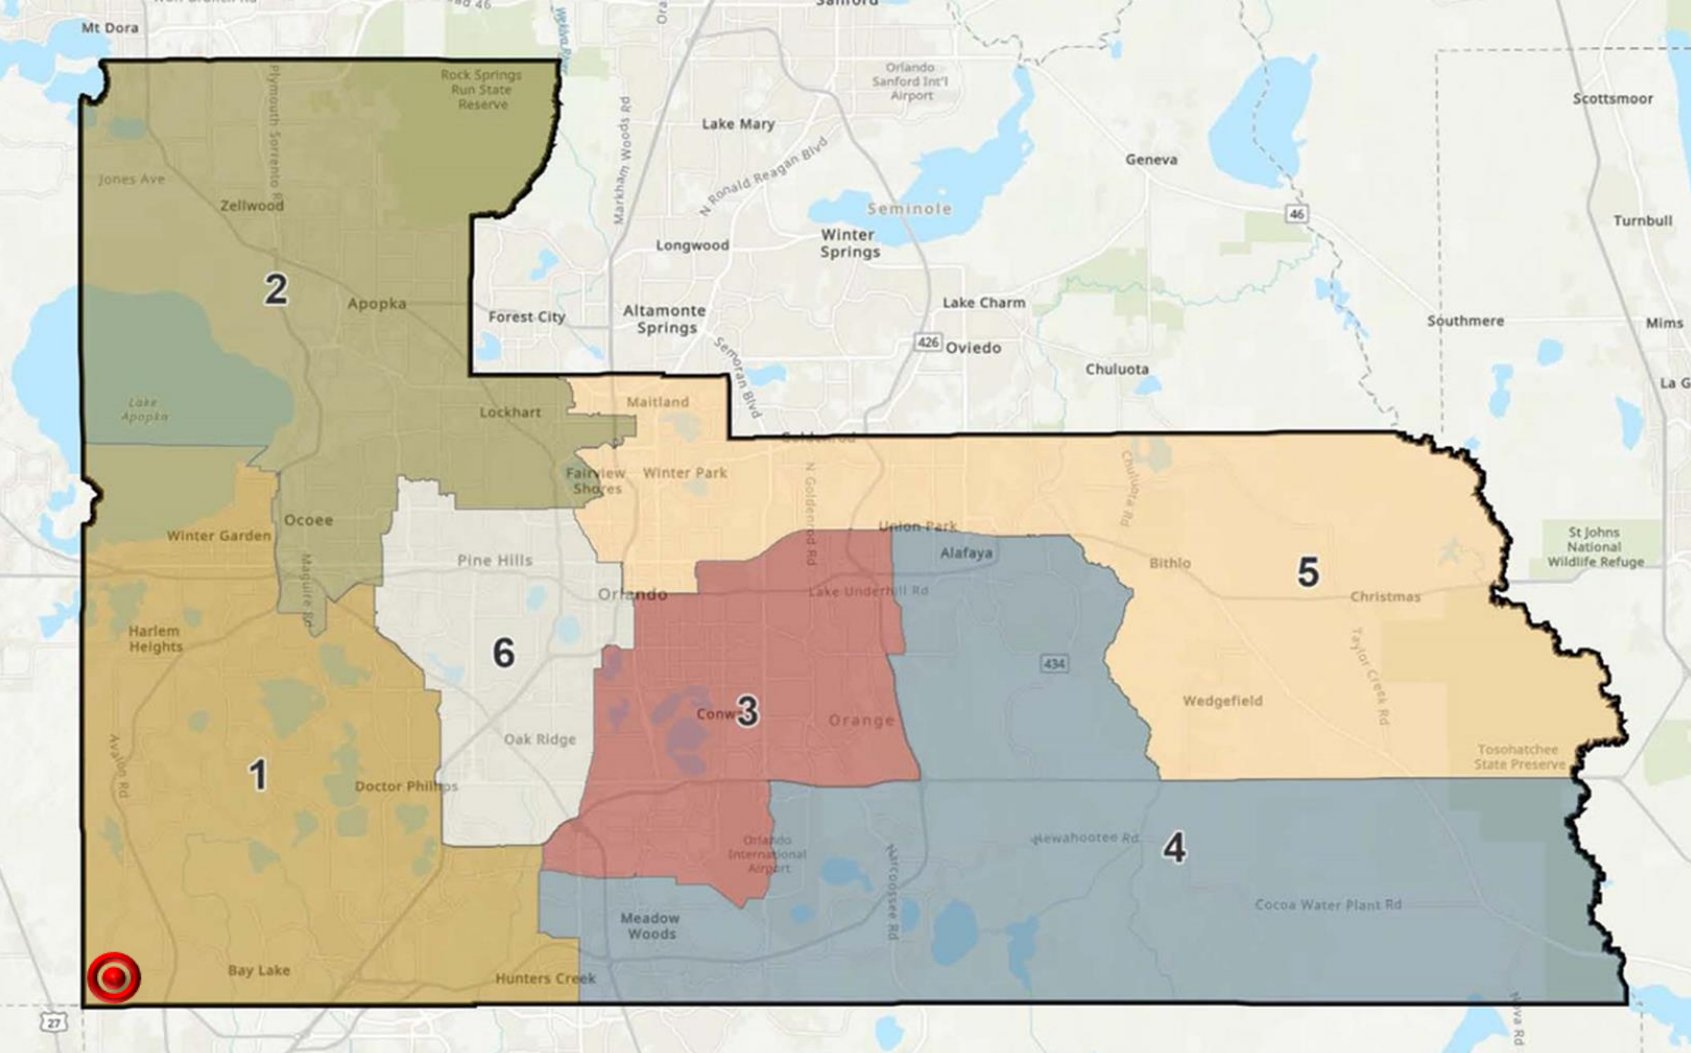 Mt Dora
Sanford
Rock Springs
Run State
Reserve
Orlando
Sanford Int'l
Airport
Scottsmoor
Plymouth Sorrento R
Markham Woods Rd
Lake Mary
N Ronald Reagan Blvd
Geneva
Jones Ave
Zellwood
Seminole
46
Turnbull
Longwood
Winter
Springs
2
Apopka
Forest City
Altamonte
Springs
Lake Charm
Southmere
Mims
426
Oviedo
Semoran Blvd
Chuluota
La G
Lake
Apopka
Lockhart
Maitland
Goldenrod
Fairview
Shores
Winter Park
N Goldenrod Rd
Chuluota Rd
Ocoee
Winter Garden
Union Park
St Johns
National
Wildlife Refuge
Pine Hills
Alafaya
Bithlo
5
Maguire Rd
Orlando
Lake Underhill Rd
Christmas
Harlem
Heights
6
434
Taylor Creek Rd
Wedgefield
Conw
3
Orange
Oak Ridge
Tosohatchee
State Preserve
Avalon Rd
1
Doctor Phillips
Orlando
International
Airport
Narcoossee Rd
Newahootee Rd
4
Cocoa Water Plant Rd
Meadow
Woods
Bay Lake
Hunters Creek
27
Nova Rd